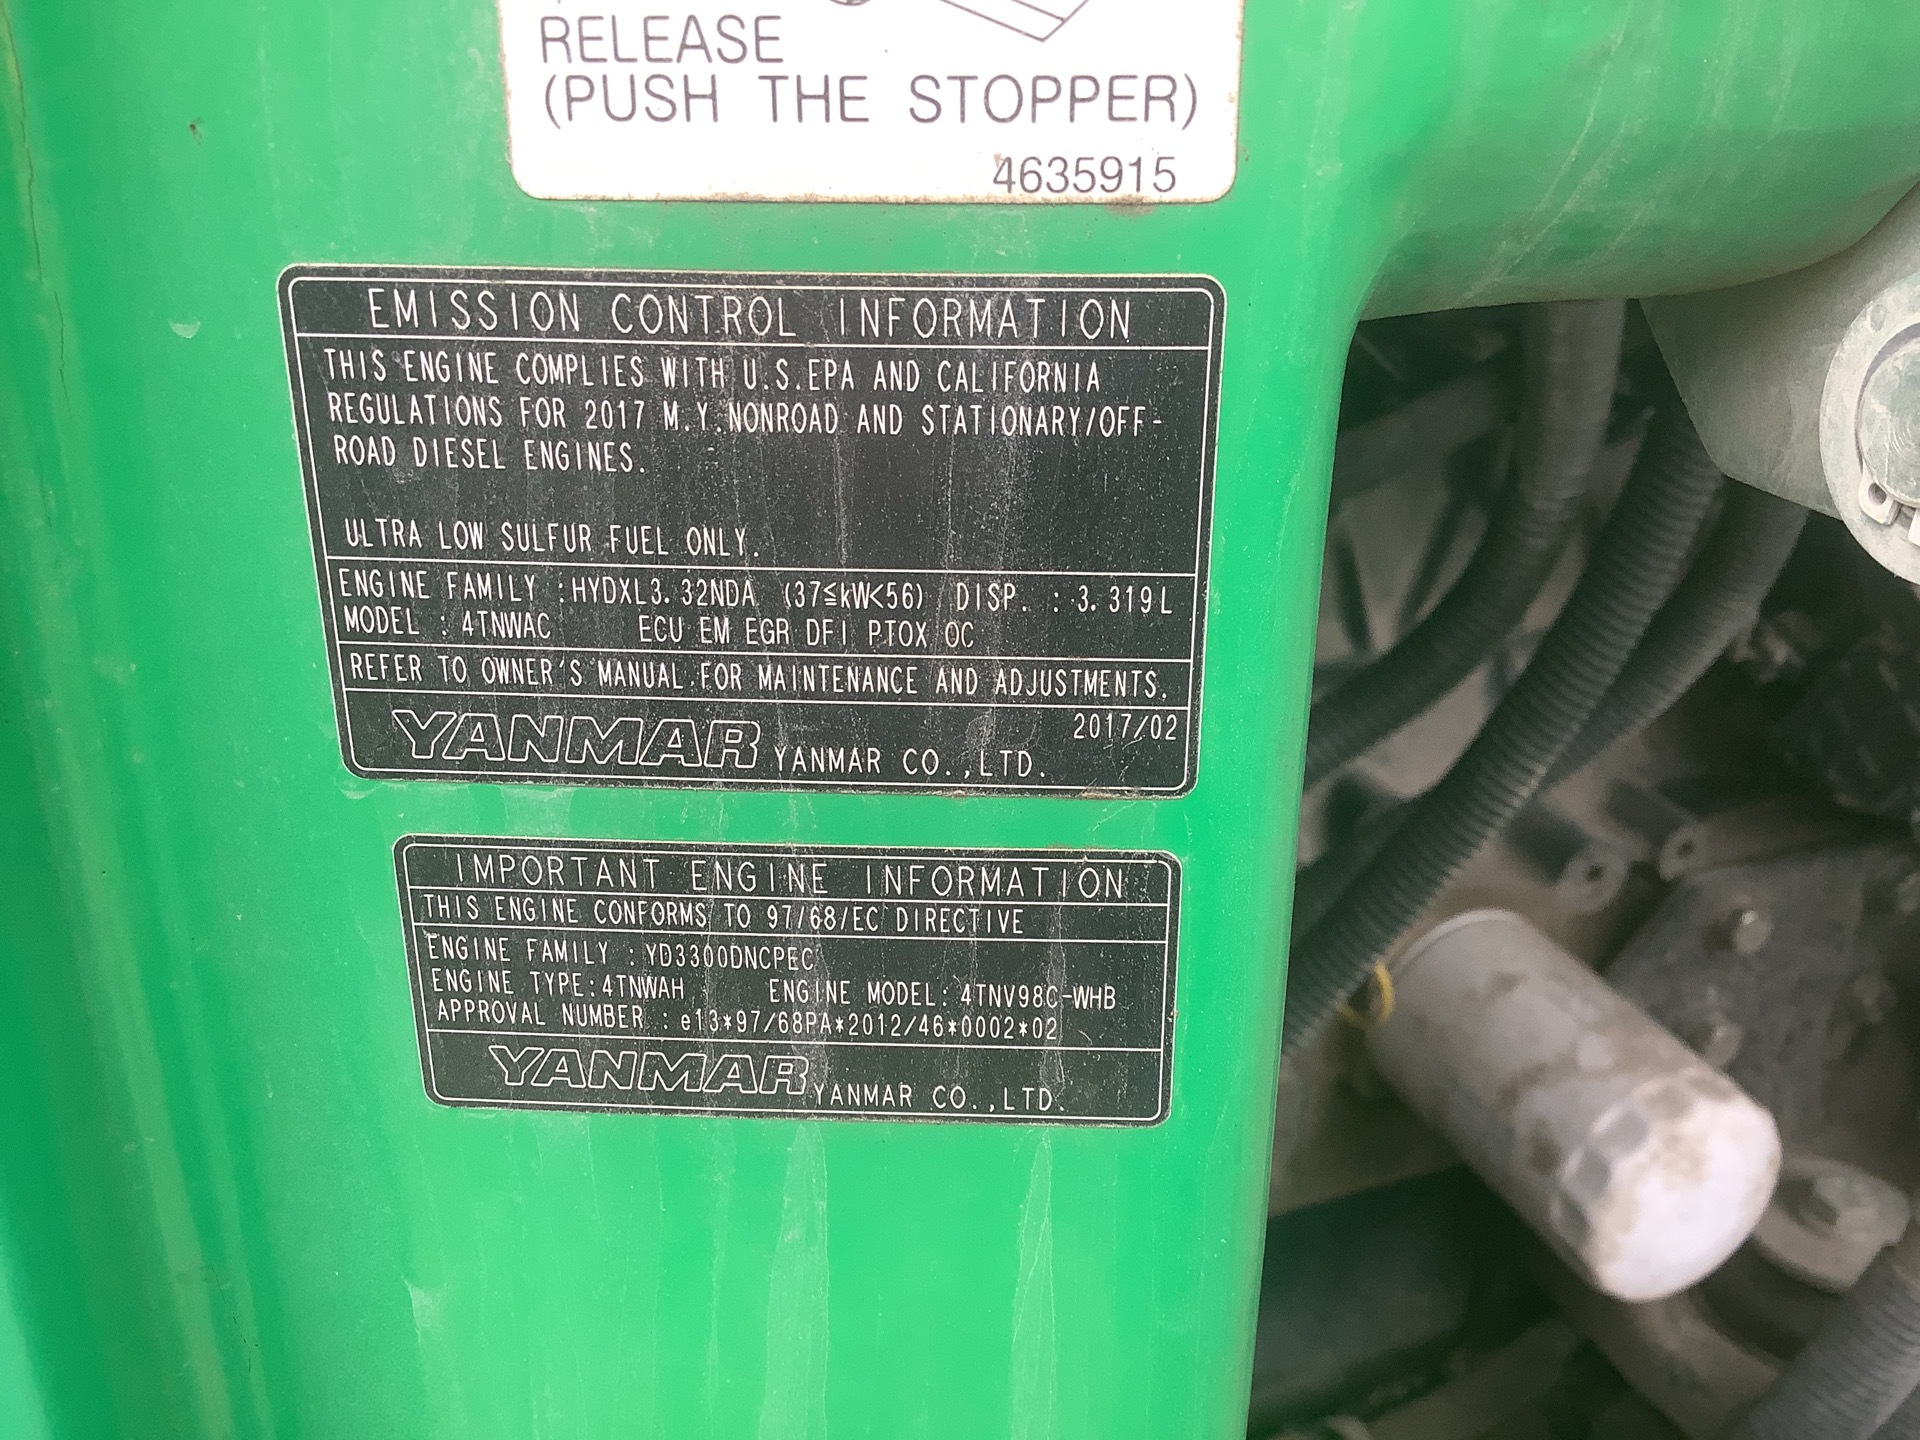 RELEASE
(PUSH THE STOPPER)
4635915
EMISSION CONTROL INFORMATION
THIS ENGINE COMPLIES WITH U.S.EPA AND CALIFORNIA
REGULATIONS FOR 2017 M.Y.NONROAD AND STATIONARY/OFF-
ROAD DIESEL ENGINES.
ULTRA LOW SULFUR FUEL ONLY.
ENGINE FAMILY :HYDXL3.32NDA (37≦kW<56) DISP. :3.319L
MODEL :4TNWAC ECU EM EGR DFI PTOX OC
REFER TO OWNER'S MANUAL FOR MAINTENANCE AND ADJUSTMENTS.
2017/02
YANMAR YANMAR CO.,LTD.
IMPORTANT ENGINE INFORMATION
THIS ENGINE CONFORMS TO 97/68/EC DIRECTIVE
ENGINE FAMILY :YD3300DNCPEC
ENGINE TYPE:4TNWAH ENGINE MODEL:4TNV98C-WHB
APPROVAL NUMBER :e13*97/68PA*2012/46*0002*02
YANMAR YANMAR CO.,LTD.